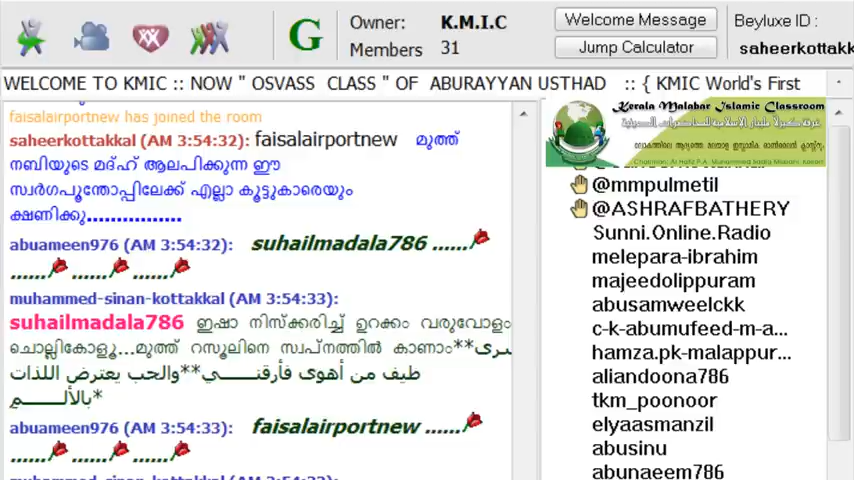 G
Owner: K.M.I.C
Members 31
Welcome Message
Jump Calculator
Beyluxe ID :
saheerkottakk
WELCOME TO KMIC :: NOW " OSVASS CLASS " OF ABURAYYAN USTHAD :: { KMIC World's First
faisalairportnew has joined the room
saheerkottakkal (AM 3:54:32): faisalairportnew മുത്ത്
നബിയുടെ മദ്ഹ് ആലപിക്കുന്ന ഈ
സ്വർഗപൂന്തോപ്പിലേക്ക് എല്ലാ കൂട്ടുകാരെയും
ക്ഷണിക്കു................
abuameen976 (AM 3:54:32): suhailmadala786 ......
...... ...... ......
muhammed-sinan-kottakkal (AM 3:54:33):
suhailmadala786 ഇഷാ നിസ്ക്കരിച്ച് ഉറക്കം വരുവോളം
ചൊല്ലികോളൂ...മുത്ത് റസൂലിനെ സ്വപ്നത്തിൽ കാണാം**سرى
طيف من أهوى فأرقنـــــي**والحب يعترض اللذات
بالألـــــم*
abuameen976 (AM 3:54:33): faisalairportnew ......
...... ...... ......
Kerala Malabar Islamic Classroom
@mmpulmetil
@ASHRAFBATHERY
Sunni.Online.Radio
melepara-ibrahim
majeedolippuram
abusamweelckk
c-k-abumufeed-m-a...
hamza.pk-malappur...
aliandoona786
tkm_poonoor
elyaasmanzil
abusinu
abunaeem786